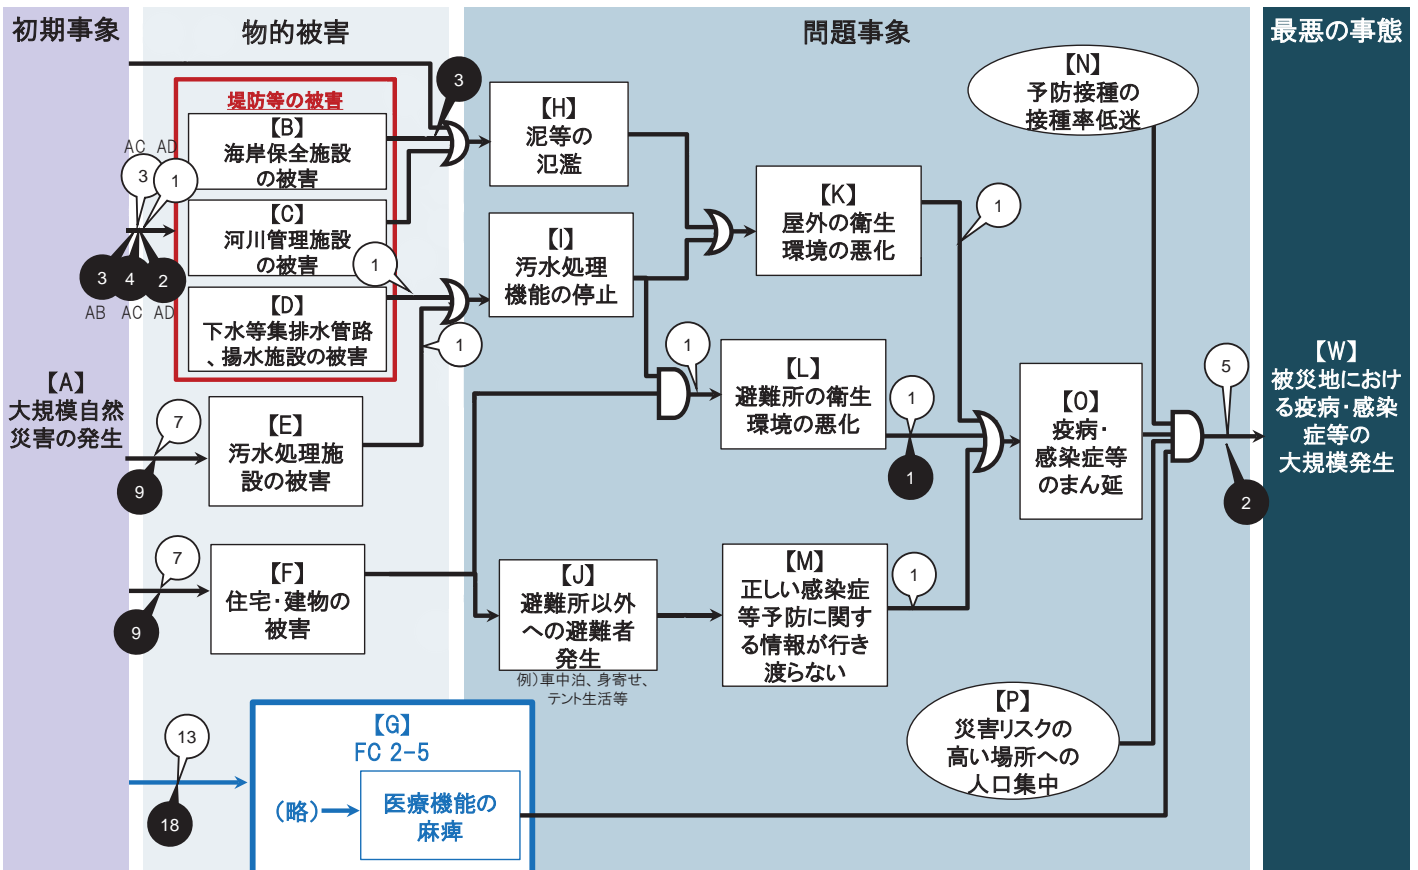 初期事象
物的被害
問題事象
最悪の事態
【A】
大規模自然
災害の発生
堤防等の被害
【B】
海岸保全施設
の被害
【C】
河川管理施設
の被害
【D】
下水等集排水管路
、揚水施設の被害
AC AD
3
1
3
4
2
AB AC AD
3
1
1
【E】
汚水処理施
設の被害
7
9
【F】
住宅・建物の
被害
7
9
【G】
FC 2-5
(略)
医療機能の
麻痺
13
18
【H】
泥等の
氾濫
【I】
汚水処理
機能の停止
【J】
避難所以外
への避難者
発生
例)車中泊、身寄せ、
テント生活等
【K】
屋外の衛生
環境の悪化
1
【L】
避難所の衛生
環境の悪化
1
1
1
【M】
正しい感染症
等予防に関す
る情報が行き
渡らない
1
【N】
予防接種の
接種率低迷
【O】
疫病・
感染症等
のまん延
【P】
災害リスクの
高い場所への
人口集中
5
2
【W】
被災地におけ
る疫病・感染
症等の
大規模発生